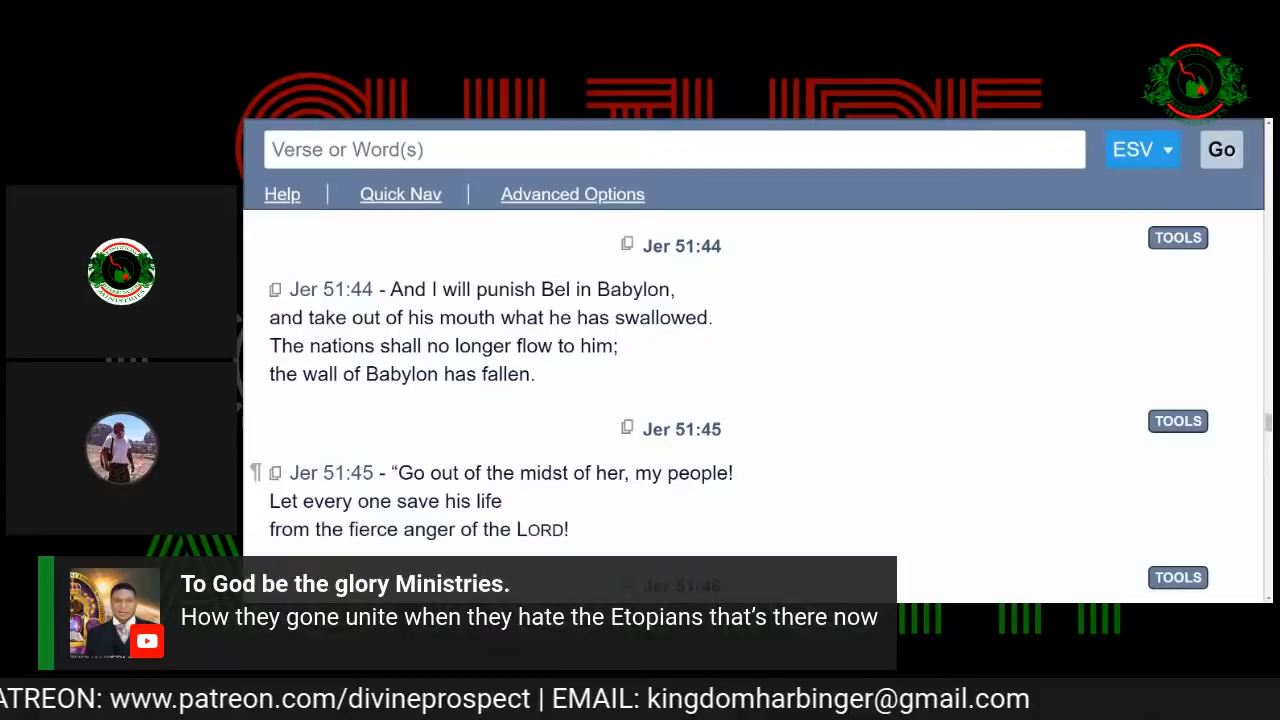 Verse or Word(s)
ESV
Go
Help | Quick Nav | Advanced Options
Jer 51:44
TOOLS
Jer 51:44 - And I will punish Bel in Babylon,
and take out of his mouth what he has swallowed.
The nations shall no longer flow to him;
the wall of Babylon has fallen.
Jer 51:45
TOOLS
¶ Jer 51:45 - “Go out of the midst of her, my people!
Let every one save his life
from the fierce anger of the LORD!
Jer 51:46
TOOLS
To God be the glory Ministries.
How they gone unite when they hate the Etopians that’s there now
ATREON: www.patreon.com/divineprospect | EMAIL: kingdomharbinger@gmail.com